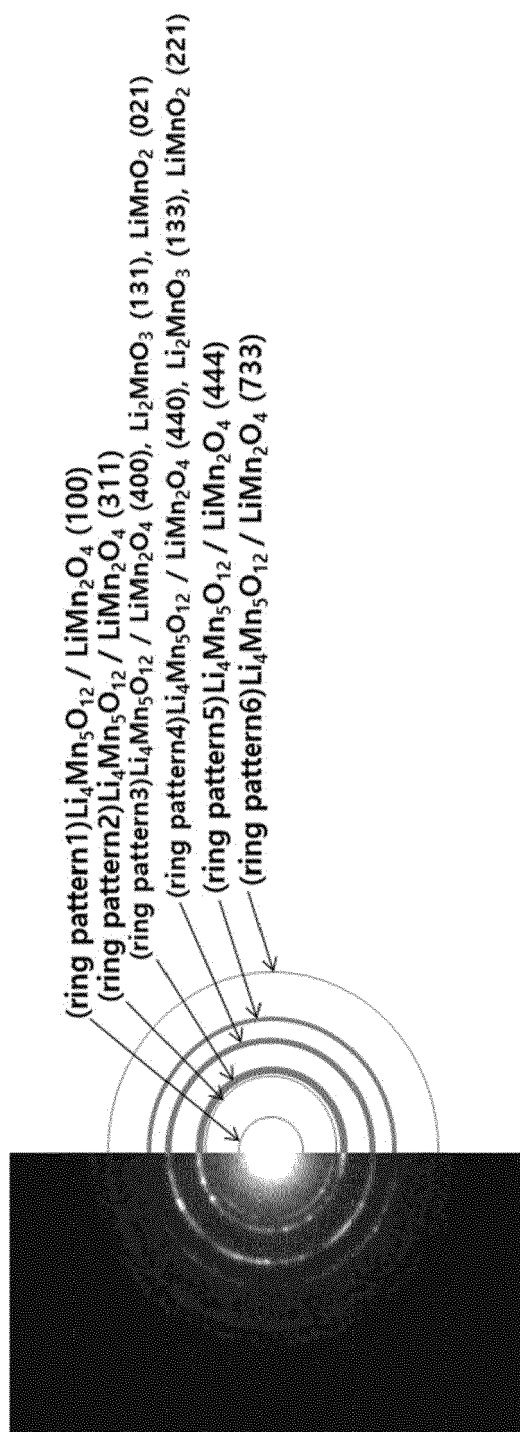 (ring pattern1)Li₄Mn₅O₁₂ / LiMn₂O₄ (100)
(ring pattern2)Li₄Mn₅O₁₂ / LiMn₂O₄ (311)
(ring pattern3)Li₄Mn₅O₁₂ / LiMn₂O₄ (400), Li₂MnO₃ (131), LiMnO₂ (021)
(ring pattern4)Li₄Mn₅O₁₂ / LiMn₂O₄ (440), Li₂MnO₃ (133), LiMnO₂ (221)
(ring pattern5)Li₄Mn₅O₁₂ / LiMn₂O₄ (444)
(ring pattern6)Li₄Mn₅O₁₂ / LiMn₂O₄ (733)